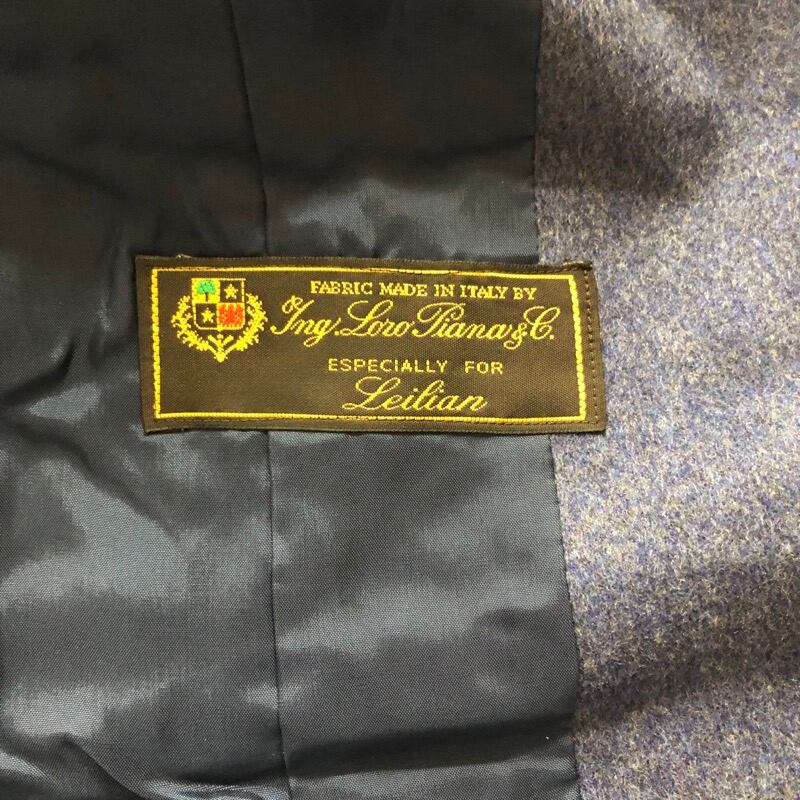 FABRIC MADE IN ITALY BY
Ing. Loro Piana & C.
ESPECIALLY FOR
Leilian